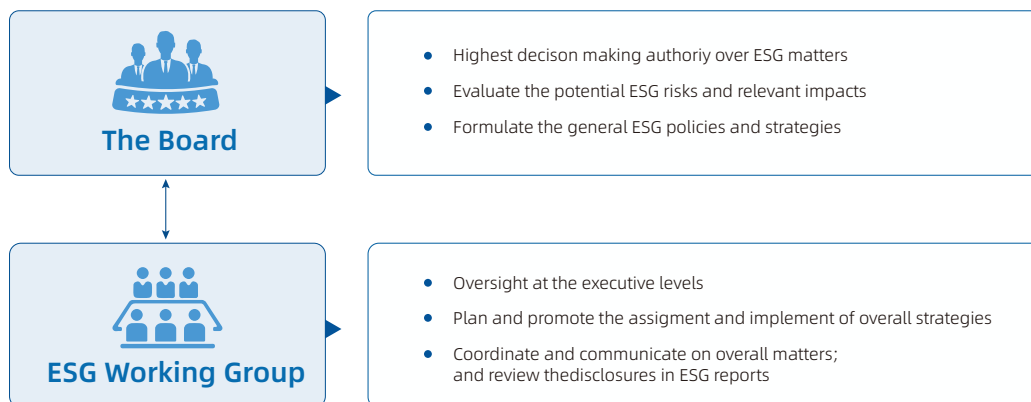 The Board
• Highest decison making authoriy over ESG matters
• Evaluate the potential ESG risks and relevant impacts
• Formulate the general ESG policies and strategies
ESG Working Group
• Oversight at the executive levels
• Plan and promote the assigment and implement of overall strategies
• Coordinate and communicate on overall matters;
and review thedisclosures in ESG reports